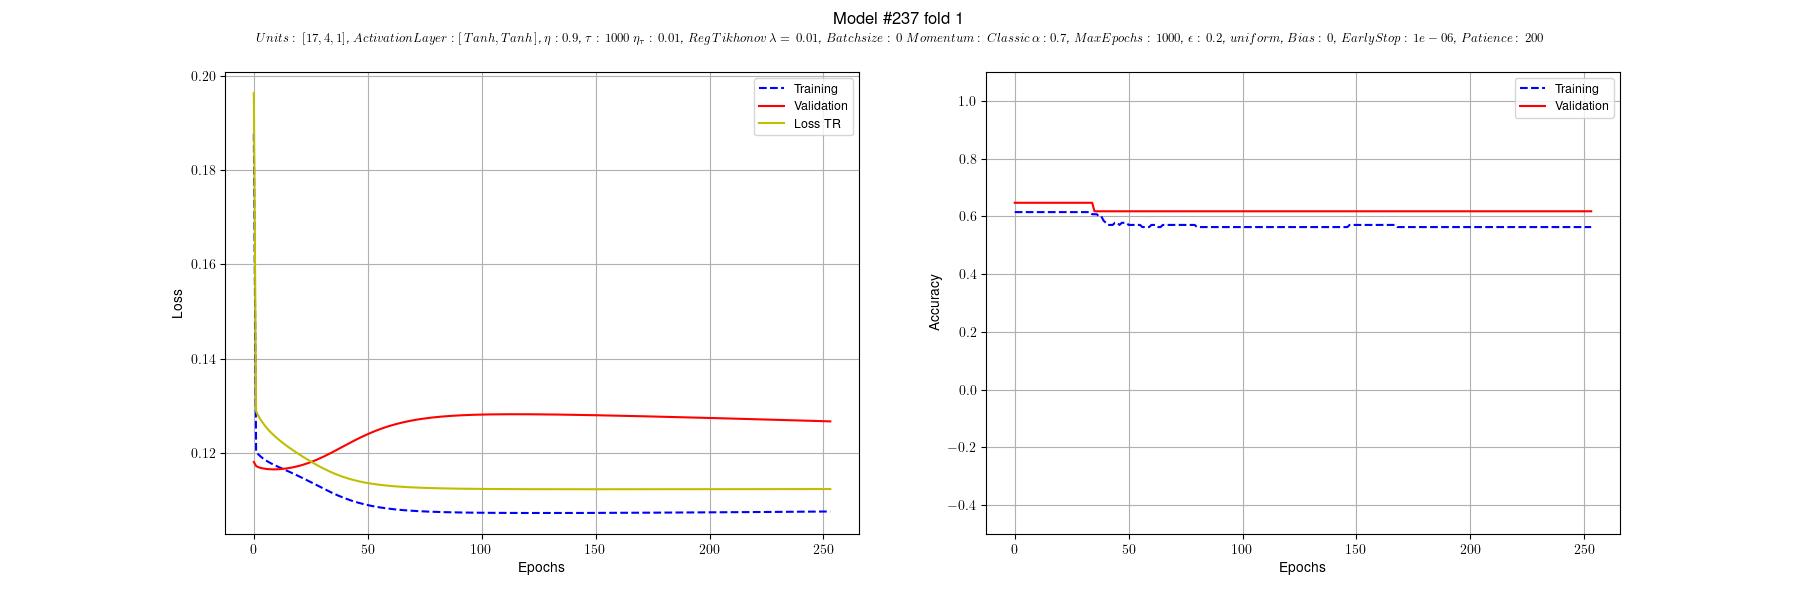 Model #237 fold 1
Units : [17, 4, 1], ActivationLayer : [Tanh, Tanh], η : 0.9, τ : 1000 η_τ : 0.01, RegTikhonov λ = 0.01, Batchsize : 0 Momentum : Classic α : 0.7, MaxEpochs : 1000, ϵ : 0.2, uniform, Bias : 0, EarlyStop : 1e − 06, Patience : 200
0.20
0.18
0.16
0.14
0.12
Loss
0
50
100
150
200
250
Epochs
Training
Validation
Loss TR
1.0
0.8
0.6
0.4
0.2
0.0
−0.2
−0.4
Accuracy
0
50
100
150
200
250
Epochs
Training
Validation